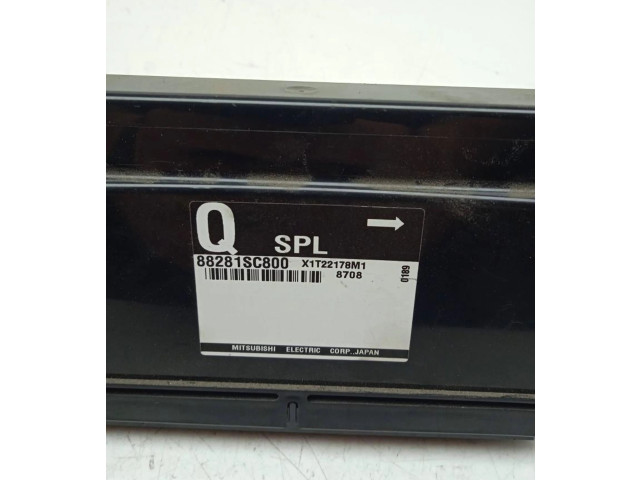 Q SPL
88281SC800 X1T22178M1
8708
0189
MITSUBISHI ELECTRIC CORP.,JAPAN